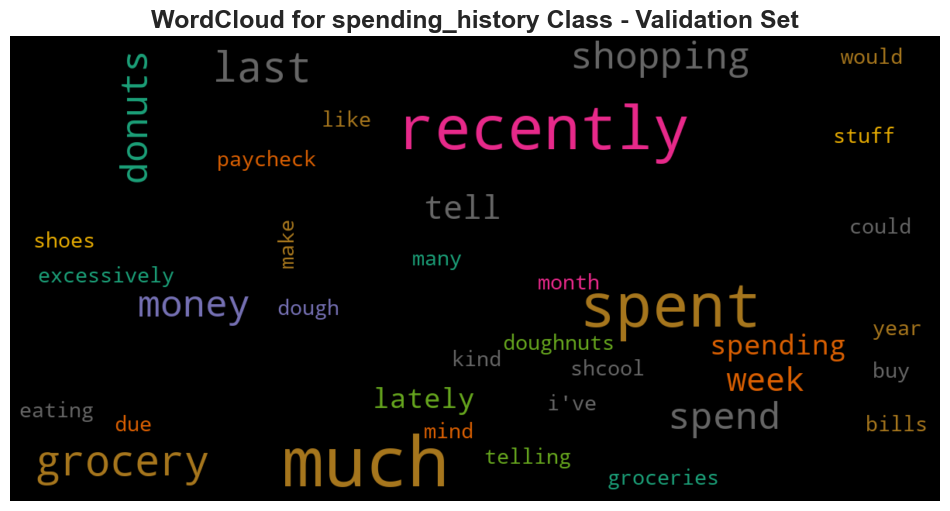 WordCloud for spending_history Class - Validation Set
donuts
last
shopping
would
like
recently
stuff
paycheck
tell
could
shoes
make
many
excessively
month
money
dough
spent
year
doughnuts
spending
kind
shcool
buy
week
lately
i've
eating
due
mind
spend
bills
grocery
much
telling
groceries